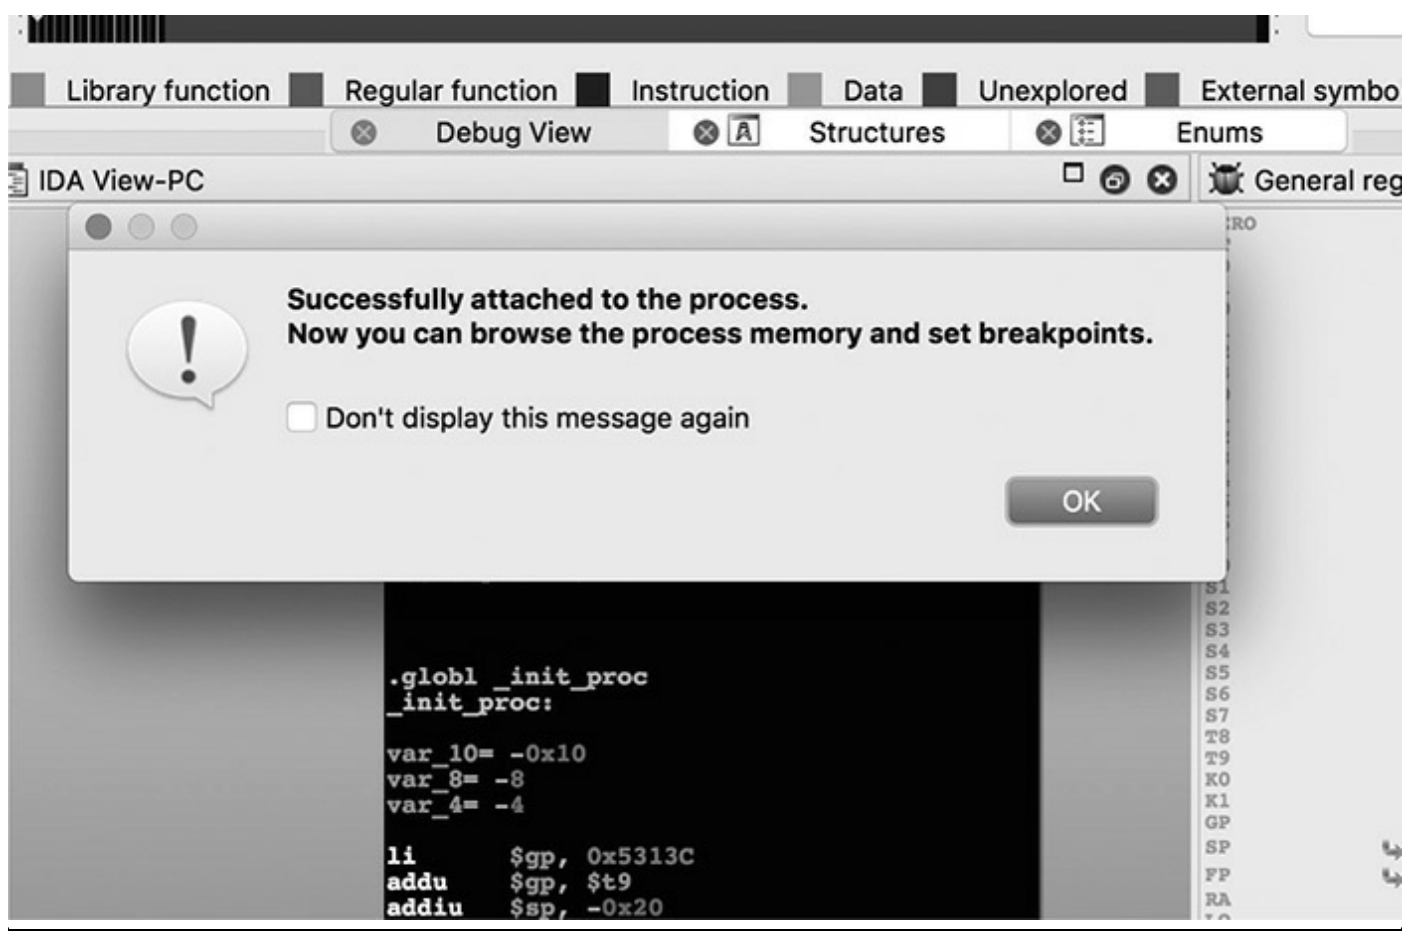 Library function Regular function Instruction Data Unexplored External symbo
Debug View Structures Enums
IDA View-PC General reg
RO
Successfully attached to the process.
Now you can browse the process memory and set breakpoints.
Don't display this message again
OK
S1
S2
S3
S4
S5
S6
S7
T8
T9
K0
K1
GP
SP
FP
RA
.globl _init_proc
_init_proc:
var_10= -0x10
var_8= -8
var_4= -4
li $gp, 0x5313C
addu $gp, $t9
addiu $sp, -0x20